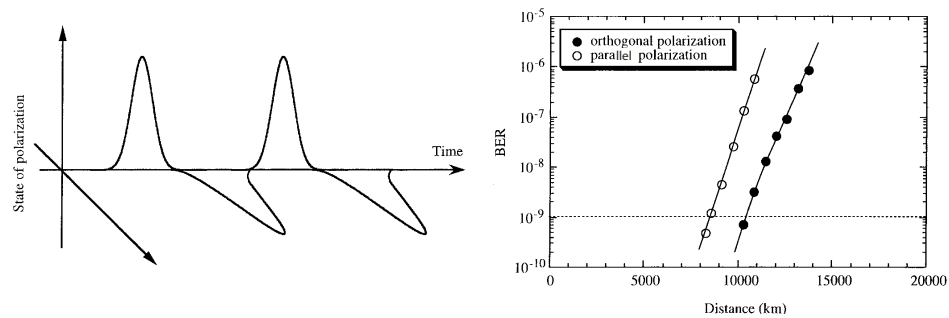 State of polarization
Time
BER
10-5
10-6
10-7
10-8
10-9
10-10
orthogonal polarization
parallel polarization
0
5000
10000
15000
20000
Distance (km)